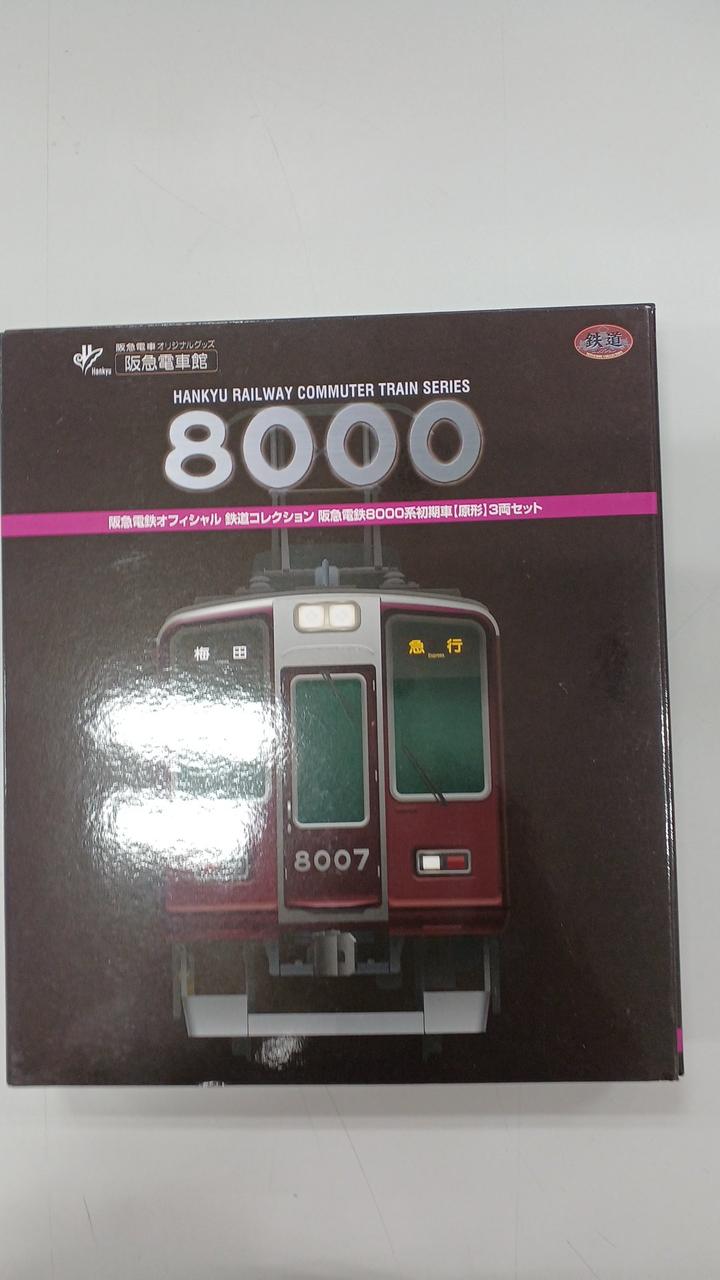 阪急電車オリジナルグッズ
Hankyu 阪急電車館
鉄道
HANKYU RAILWAY COMMUTER TRAIN SERIES
8000
阪急電鉄オフィシャル 鉄道コレクション 阪急電鉄8000系初期車【原形】3両セット
梅田
急行
Express
8007